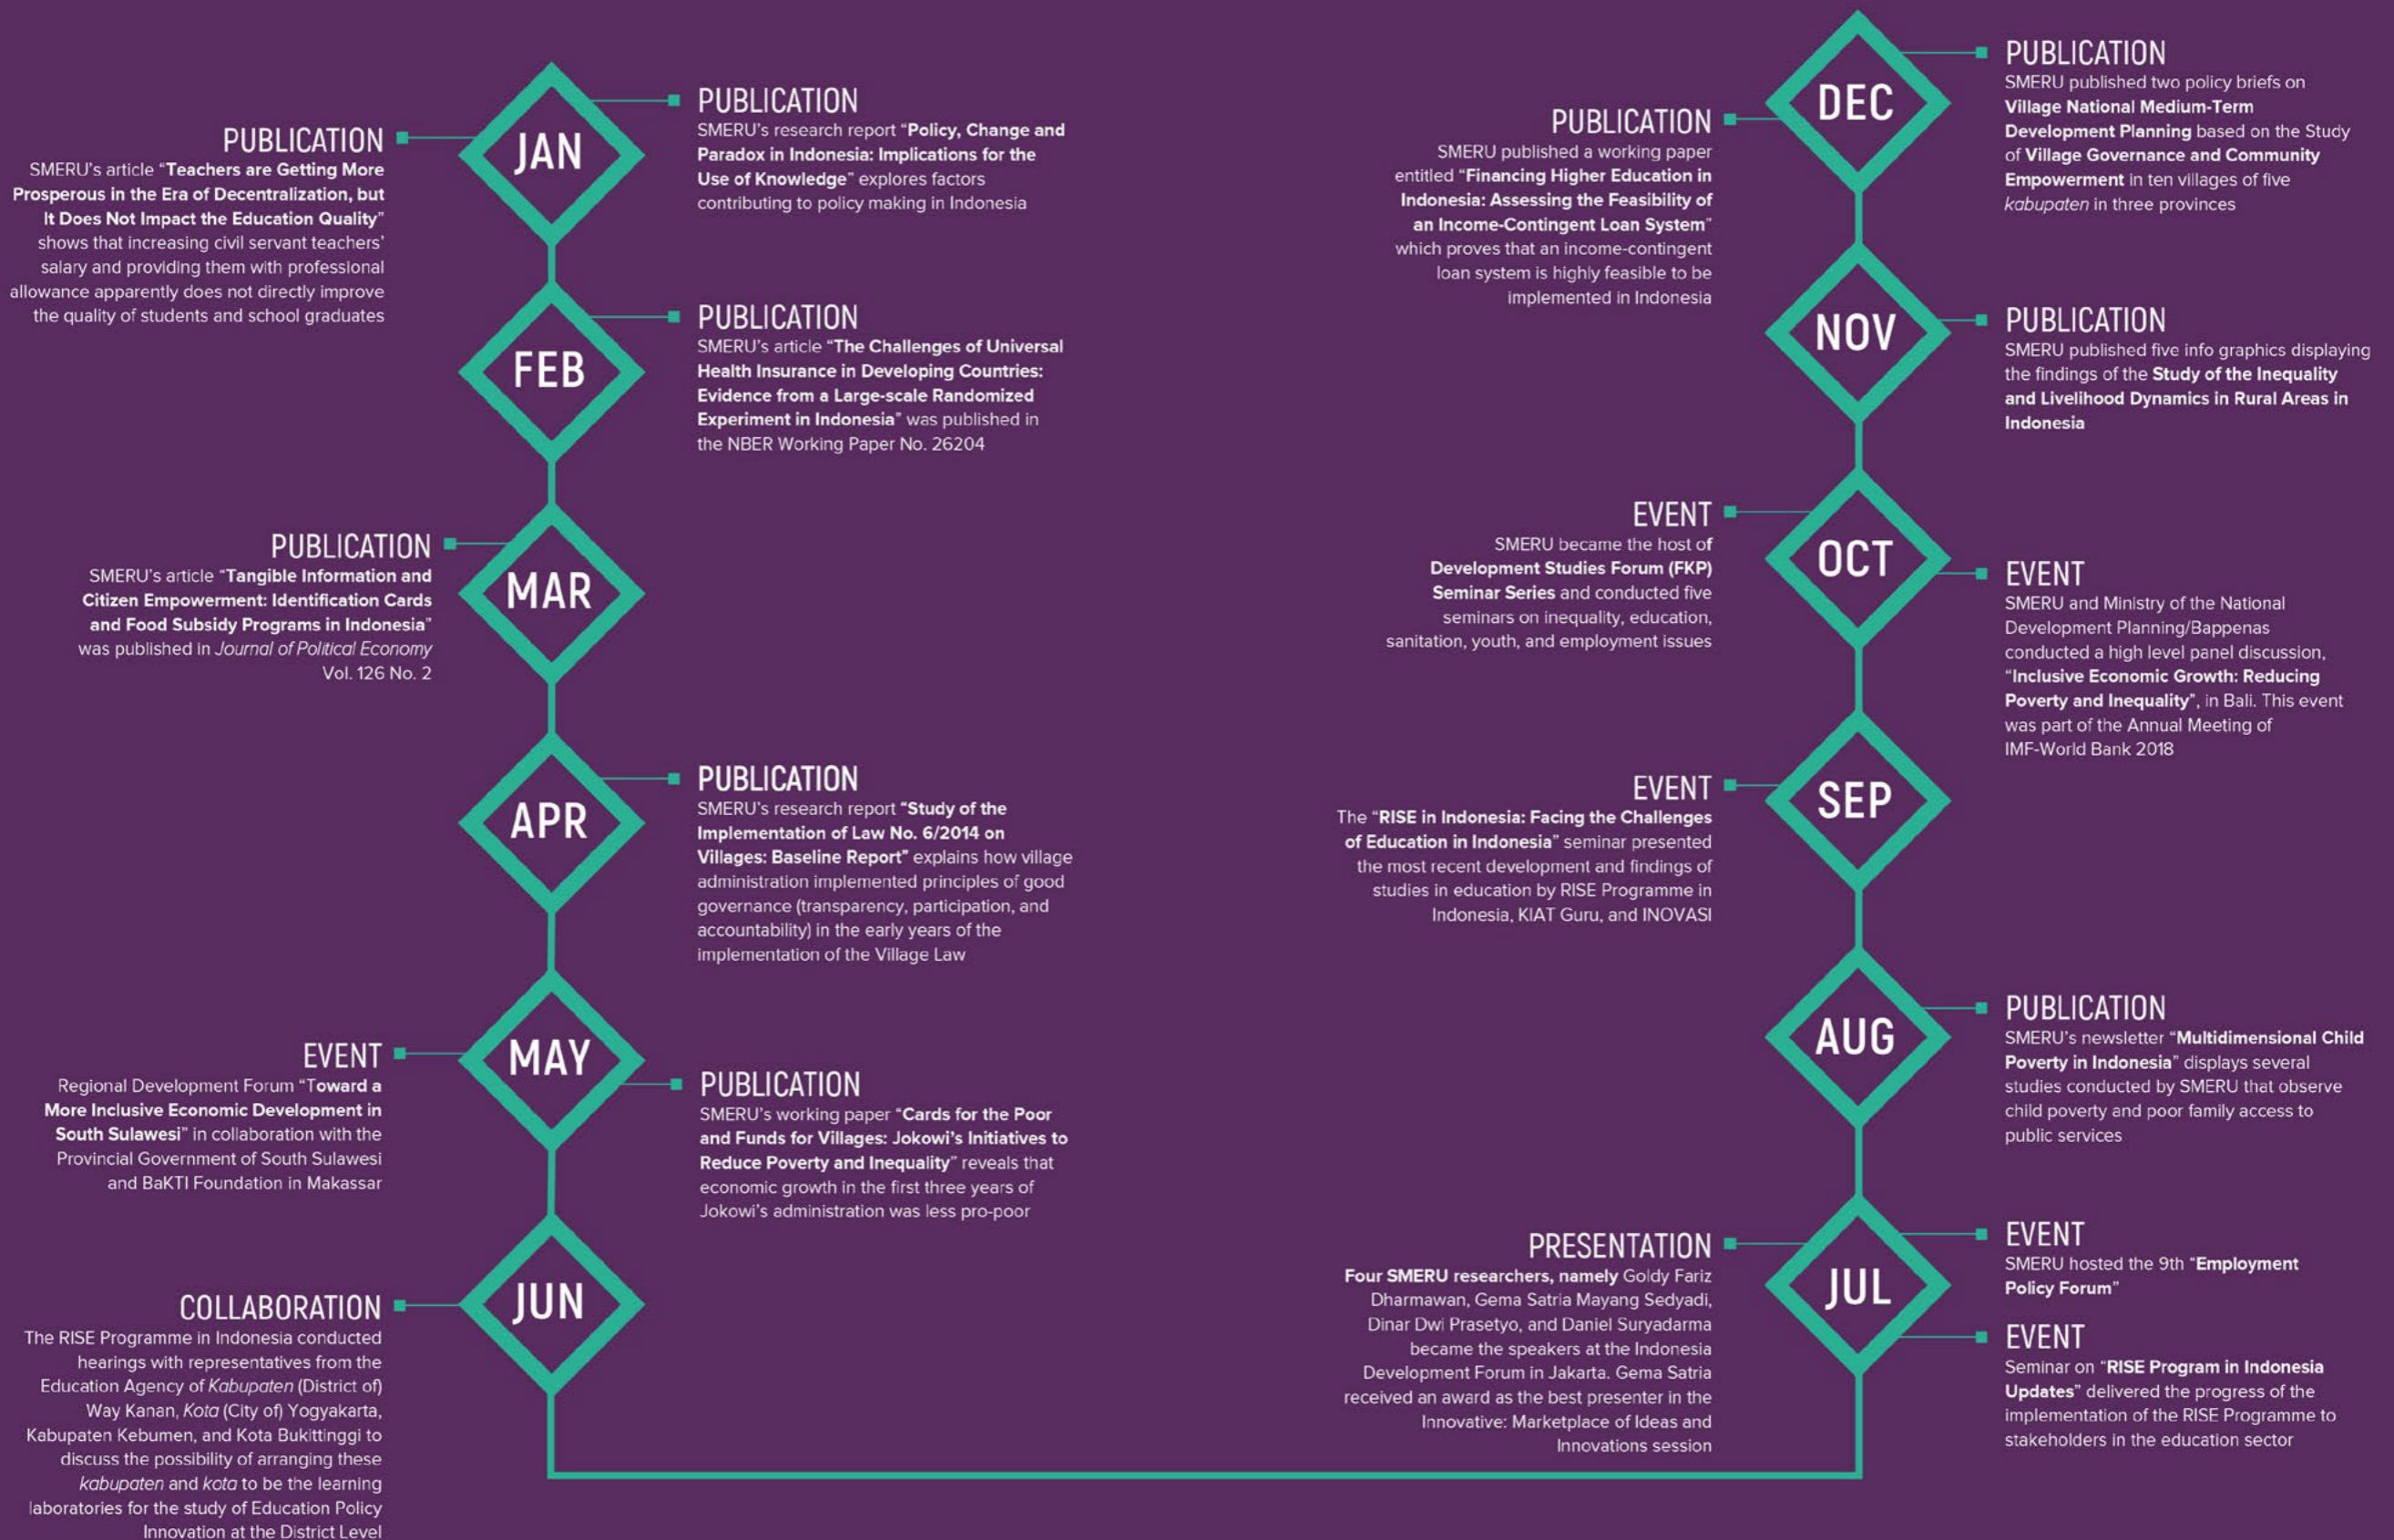 JAN
PUBLICATION
SMERU's article "Teachers are Getting More
Prosperous in the Era of Decentralization, but
It Does Not Impact the Education Quality"
shows that increasing civil servant teachers'
salary and providing them with professional
allowance apparently does not directly improve
the quality of students and school graduates
PUBLICATION
SMERU's research report "Policy, Change and
Paradox in Indonesia: Implications for the
Use of Knowledge" explores factors
contributing to policy making in Indonesia
FEB
PUBLICATION
SMERU's article "The Challenges of Universal
Health Insurance in Developing Countries:
Evidence from a Large-scale Randomized
Experiment in Indonesia" was published in
the NBER Working Paper No. 26204
MAR
PUBLICATION
SMERU's article "Tangible Information and
Citizen Empowerment: Identification Cards
and Food Subsidy Programs in Indonesia"
was published in Journal of Political Economy
Vol. 126 No. 2
APR
PUBLICATION
SMERU's research report "Study of the
Implementation of Law No. 6/2014 on
Villages: Baseline Report" explains how village
administration implemented principles of good
governance (transparency, participation, and
accountability) in the early years of the
implementation of the Village Law
MAY
EVENT
Regional Development Forum "Toward a
More Inclusive Economic Development in
South Sulawesi" in collaboration with the
Provincial Government of South Sulawesi
and BaKTI Foundation in Makassar
PUBLICATION
SMERU's working paper "Cards for the Poor
and Funds for Villages: Jokowi's Initiatives to
Reduce Poverty and Inequality" reveals that
economic growth in the first three years of
Jokowi's administration was less pro-poor
JUN
COLLABORATION
The RISE Programme in Indonesia conducted
hearings with representatives from the
Education Agency of Kabupaten (District of)
Way Kanan, Kota (City of) Yogyakarta,
Kabupaten Kebumen, and Kota Bukittinggi to
discuss the possibility of arranging these
kabupaten and kota to be the learning
laboratories for the study of Education Policy
Innovation at the District Level
JUL
PRESENTATION
Four SMERU researchers, namely Goldy Fariz
Dharmawan, Gema Satria Mayang Sedyadi,
Dinar Dwi Prasetyo, and Daniel Suryadarma
became the speakers at the Indonesia
Development Forum in Jakarta. Gema Satria
received an award as the best presenter in the
Innovative: Marketplace of Ideas and
Innovations session
EVENT
SMERU hosted the 9th "Employment
Policy Forum"
EVENT
Seminar on "RISE Program in Indonesia
Updates" delivered the progress of the
implementation of the RISE Programme to
stakeholders in the education sector
AUG
PUBLICATION
SMERU's newsletter "Multidimensional Child
Poverty in Indonesia" displays several
studies conducted by SMERU that observe
child poverty and poor family access to
public services
SEP
EVENT
The "RISE in Indonesia: Facing the Challenges
of Education in Indonesia" seminar presented
the most recent development and findings of
studies in education by RISE Programme in
Indonesia, KIAT Guru, and INOVASI
OCT
EVENT
SMERU became the host of
Development Studies Forum (FKP)
Seminar Series and conducted five
seminars on inequality, education,
sanitation, youth, and employment issues
EVENT
SMERU and Ministry of the National
Development Planning/Bappenas
conducted a high level panel discussion,
"Inclusive Economic Growth: Reducing
Poverty and Inequality", in Bali. This event
was part of the Annual Meeting of
IMF-World Bank 2018
NOV
PUBLICATION
SMERU published five info graphics displaying
the findings of the Study of the Inequality
and Livelihood Dynamics in Rural Areas in
Indonesia
DEC
PUBLICATION
SMERU published a working paper
entitled "Financing Higher Education in
Indonesia: Assessing the Feasibility of
an Income-Contingent Loan System"
which proves that an income-contingent
loan system is highly feasible to be
implemented in Indonesia
PUBLICATION
SMERU published two policy briefs on
Village National Medium-Term
Development Planning based on the Study
of Village Governance and Community
Empowerment in ten villages of five
kabupaten in three provinces